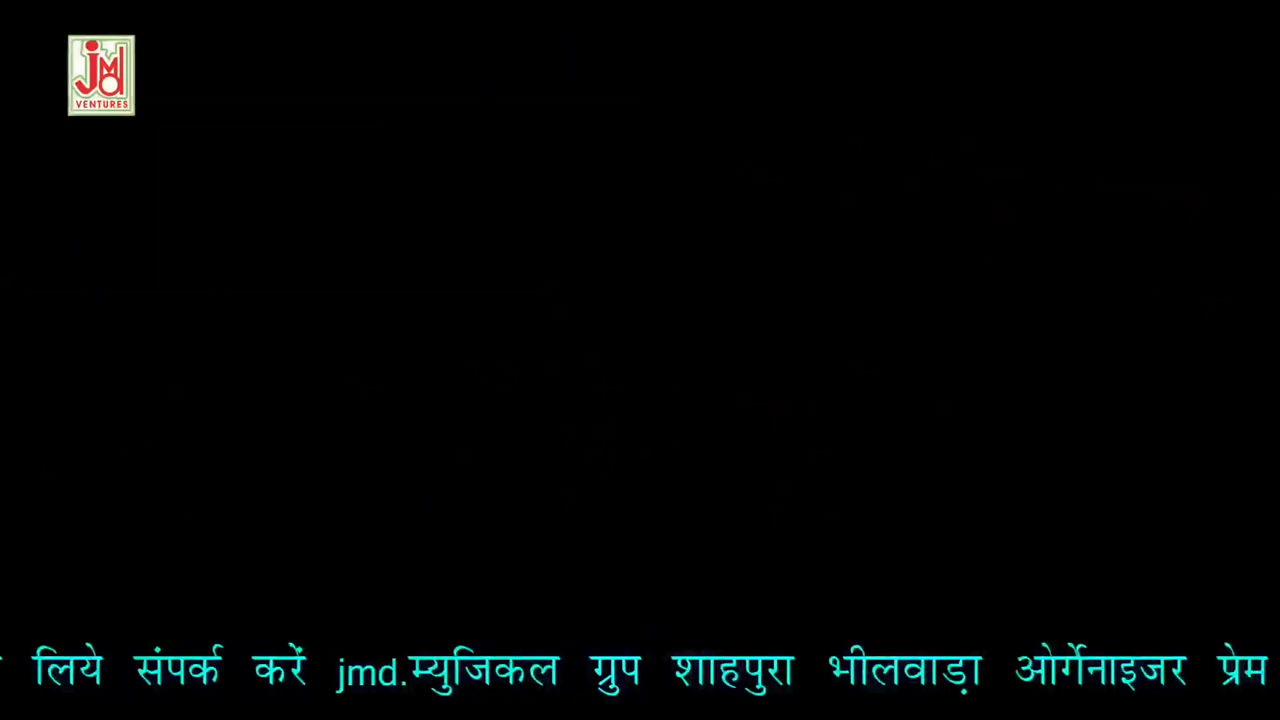 jmd
VENTURES
लिये संपर्क करें jmd.म्युजिकल ग्रुप शाहपुरा भीलवाड़ा ओर्गेनाइजर प्रेम